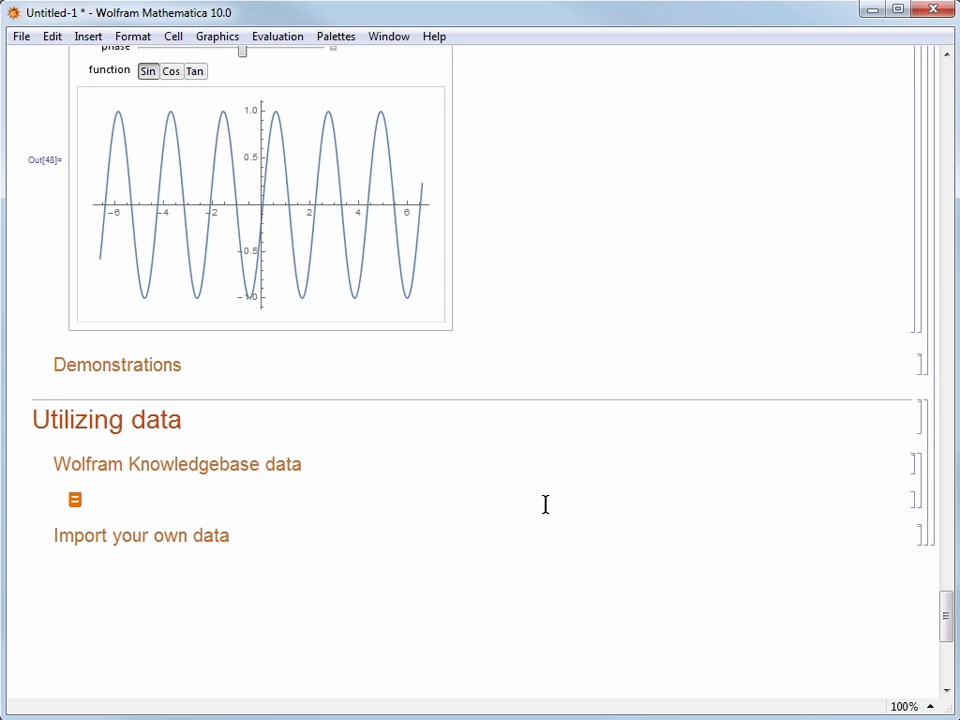 Untitled-1 * - Wolfram Mathematica 10.0
File Edit Insert Format Cell Graphics Evaluation Palettes Window Help
phase
function Sin Cos Tan
Out[48]=
1.0
0.5
-6 -4 -2 2 4 6
-0.5
-1.0
Demonstrations
Utilizing data
Wolfram Knowledgebase data
=
Import your own data
100%